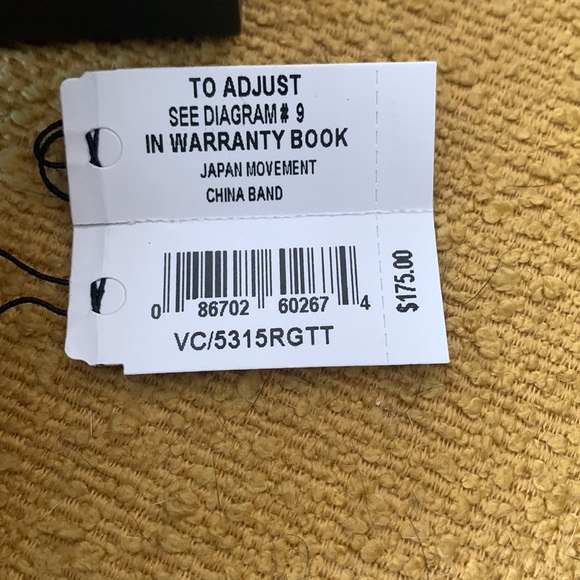 TO ADJUST
SEE DIAGRAM# 9
IN WARRANTY BOOK
JAPAN MOVEMENT
CHINA BAND
0 86702 60267 4
VC/5315RGTT
$175.00